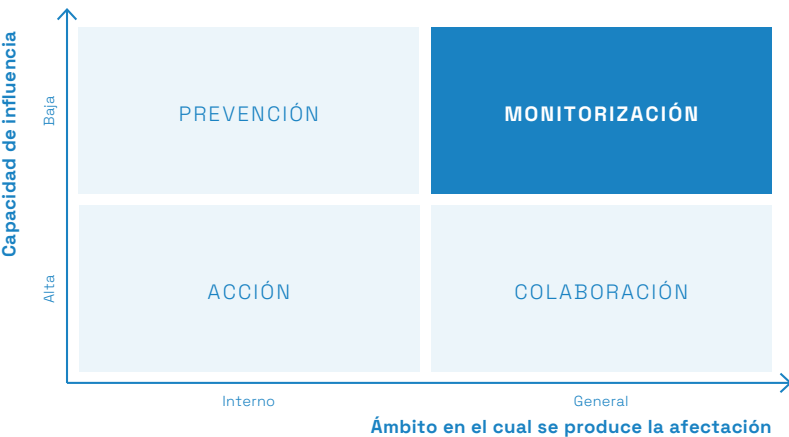 Capacidad de influencia
Baja
PREVENCIÓN
MONITORIZACIÓN
Alta
ACCIÓN
COLABORACIÓN
Interno
General
Ámbito en el cual se produce la afectación